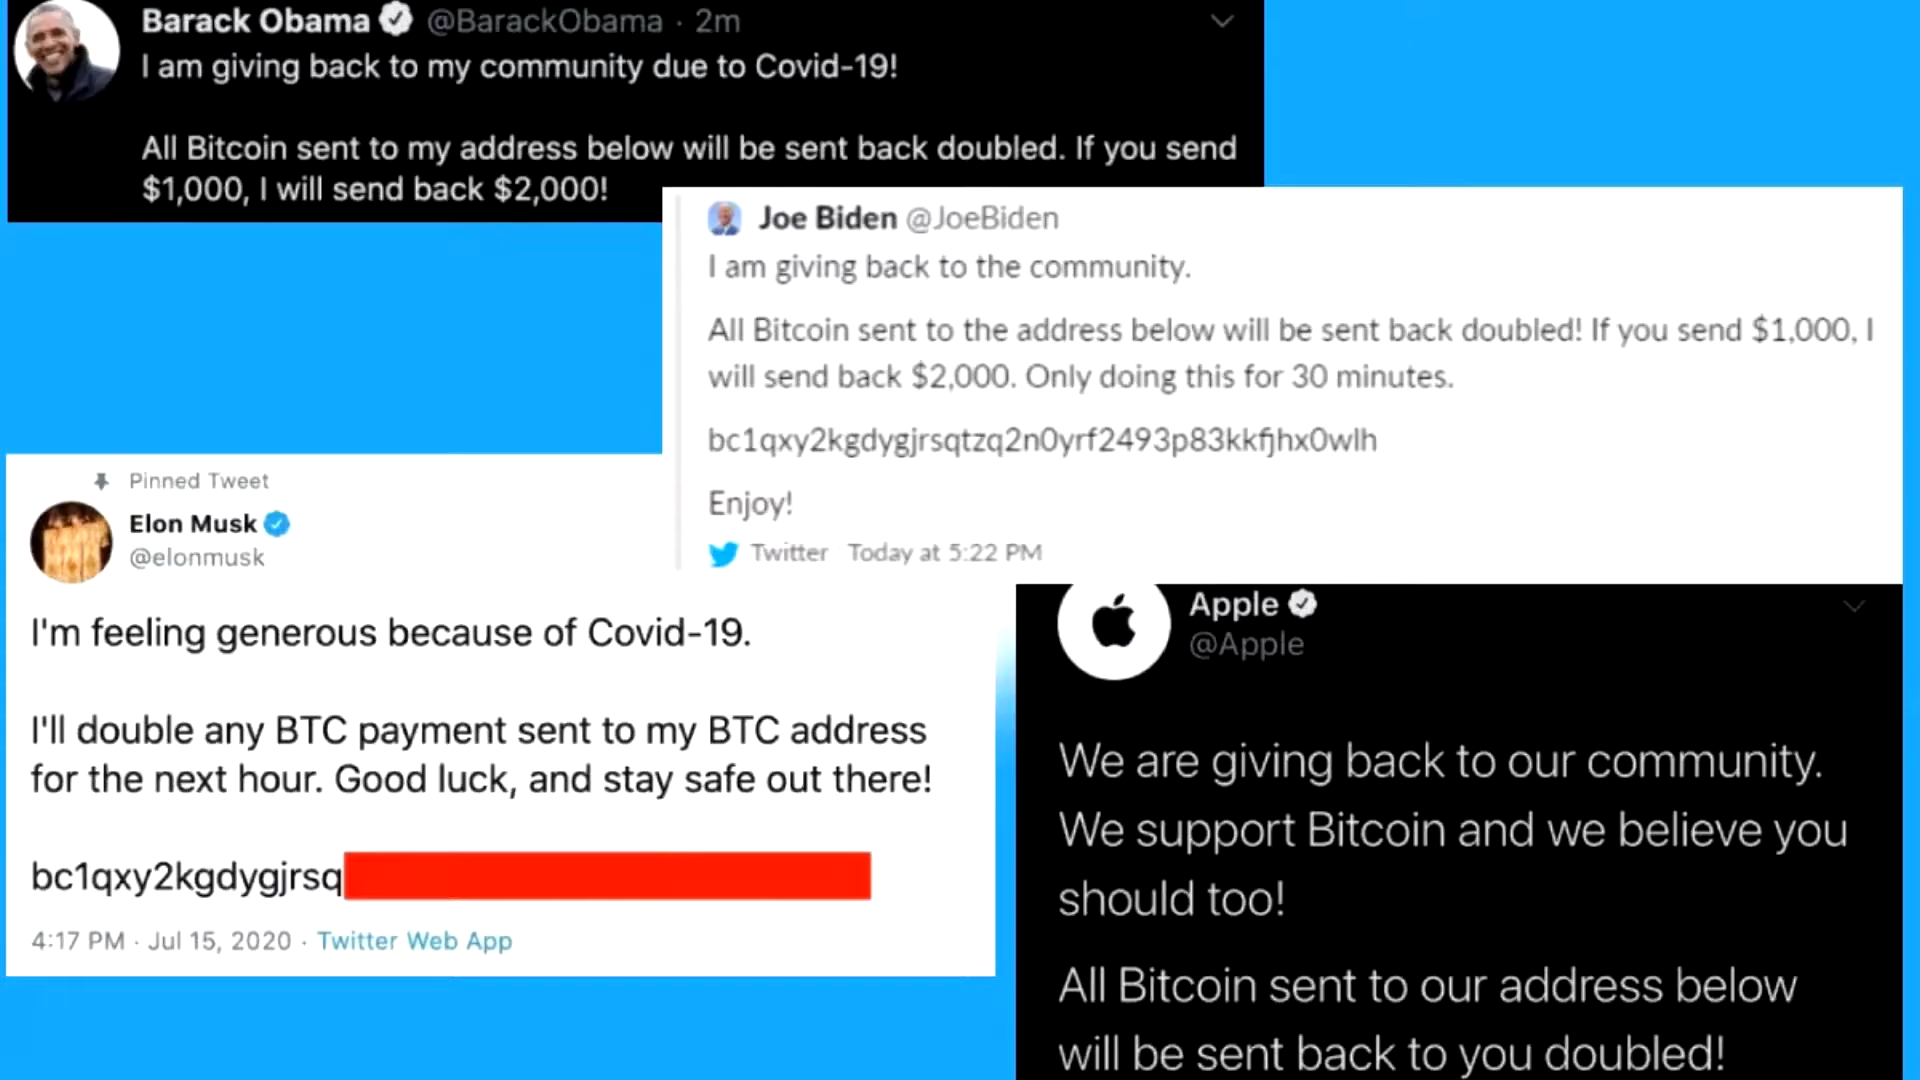 Barack Obama @BarackObama · 2m
I am giving back to my community due to Covid-19!
All Bitcoin sent to my address below will be sent back doubled. If you send
$1,000, I will send back $2,000!
Joe Biden @JoeBiden
I am giving back to the community.
All Bitcoin sent to the address below will be sent back doubled! If you send $1,000, I
will send back $2,000. Only doing this for 30 minutes.
bc1qxy2kgdygjrsqtzq2n0yrf2493p83kkfjhx0wlh
Enjoy!
Twitter Today at 5:22 PM
Pinned Tweet
Elon Musk
@elonmusk
I'm feeling generous because of Covid-19.
I'll double any BTC payment sent to my BTC address
for the next hour. Good luck, and stay safe out there!
bc1qxy2kgdygjrsq
4:17 PM · Jul 15, 2020 · Twitter Web App
Apple
@Apple
We are giving back to our community.
We support Bitcoin and we believe you
should too!
All Bitcoin sent to our address below
will be sent back to you doubled!